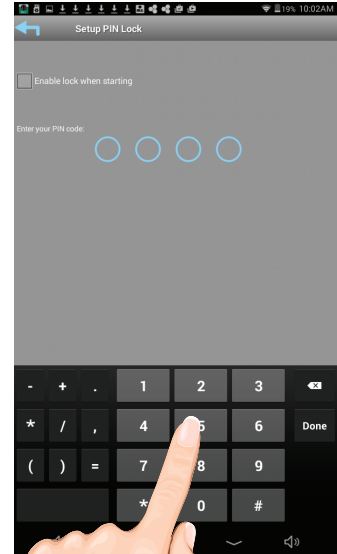 19% 10:02AM
Setup PIN Lock
Enable lock when starting
Enter your PIN code:
- + . 1 2 3
* / , 4 5 6 Done
( ) = 7 8 9
* 0 #